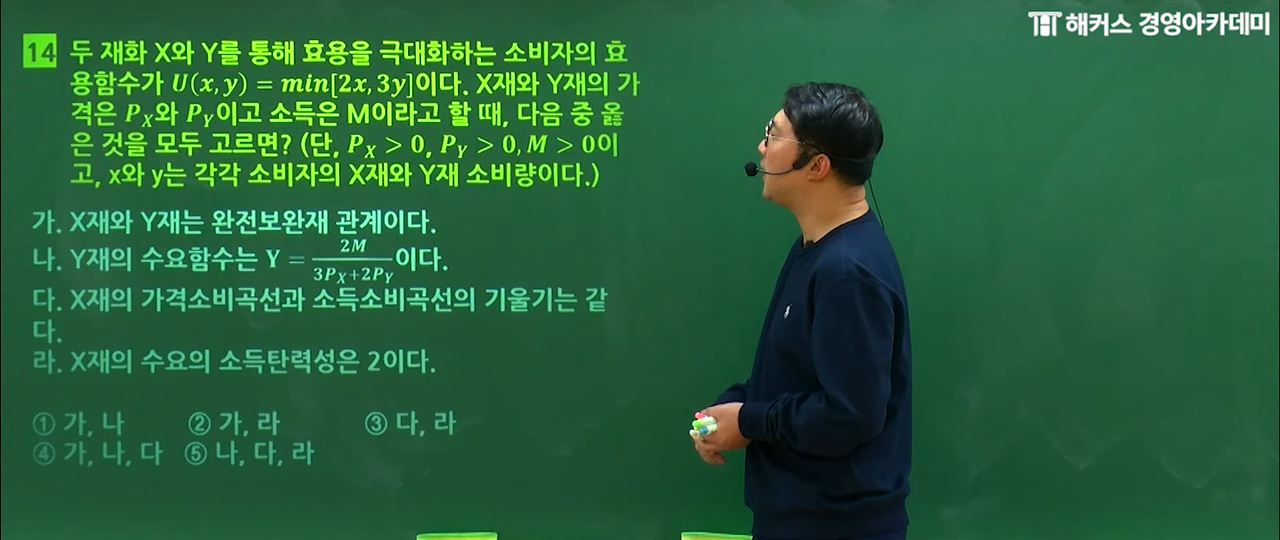 해커스 경영아카데미
14 두 재화 X와 Y를 통해 효용을 극대화하는 소비자의 효
용함수가 U(x, y) = min[2x, 3y]이다. X재와 Y재의 가
격은 P_X와 P_Y이고 소득은 M이라고 할 때, 다음 중 옳
은 것을 모두 고르면? (단, P_X > 0, P_Y > 0, M > 0이
고, x와 y는 각각 소비자의 X재와 Y재 소비량이다.)
가. X재와 Y재는 완전보완재 관계이다.
나. Y재의 수요함수는 Y = 2M / (3P_X+2P_Y)이다.
다. X재의 가격소비곡선과 소득소비곡선의 기울기는 같
다.
라. X재의 수요의 소득탄력성은 2이다.
① 가, 나 ② 가, 라 ③ 다, 라
④ 가, 나, 다 ⑤ 나, 다, 라